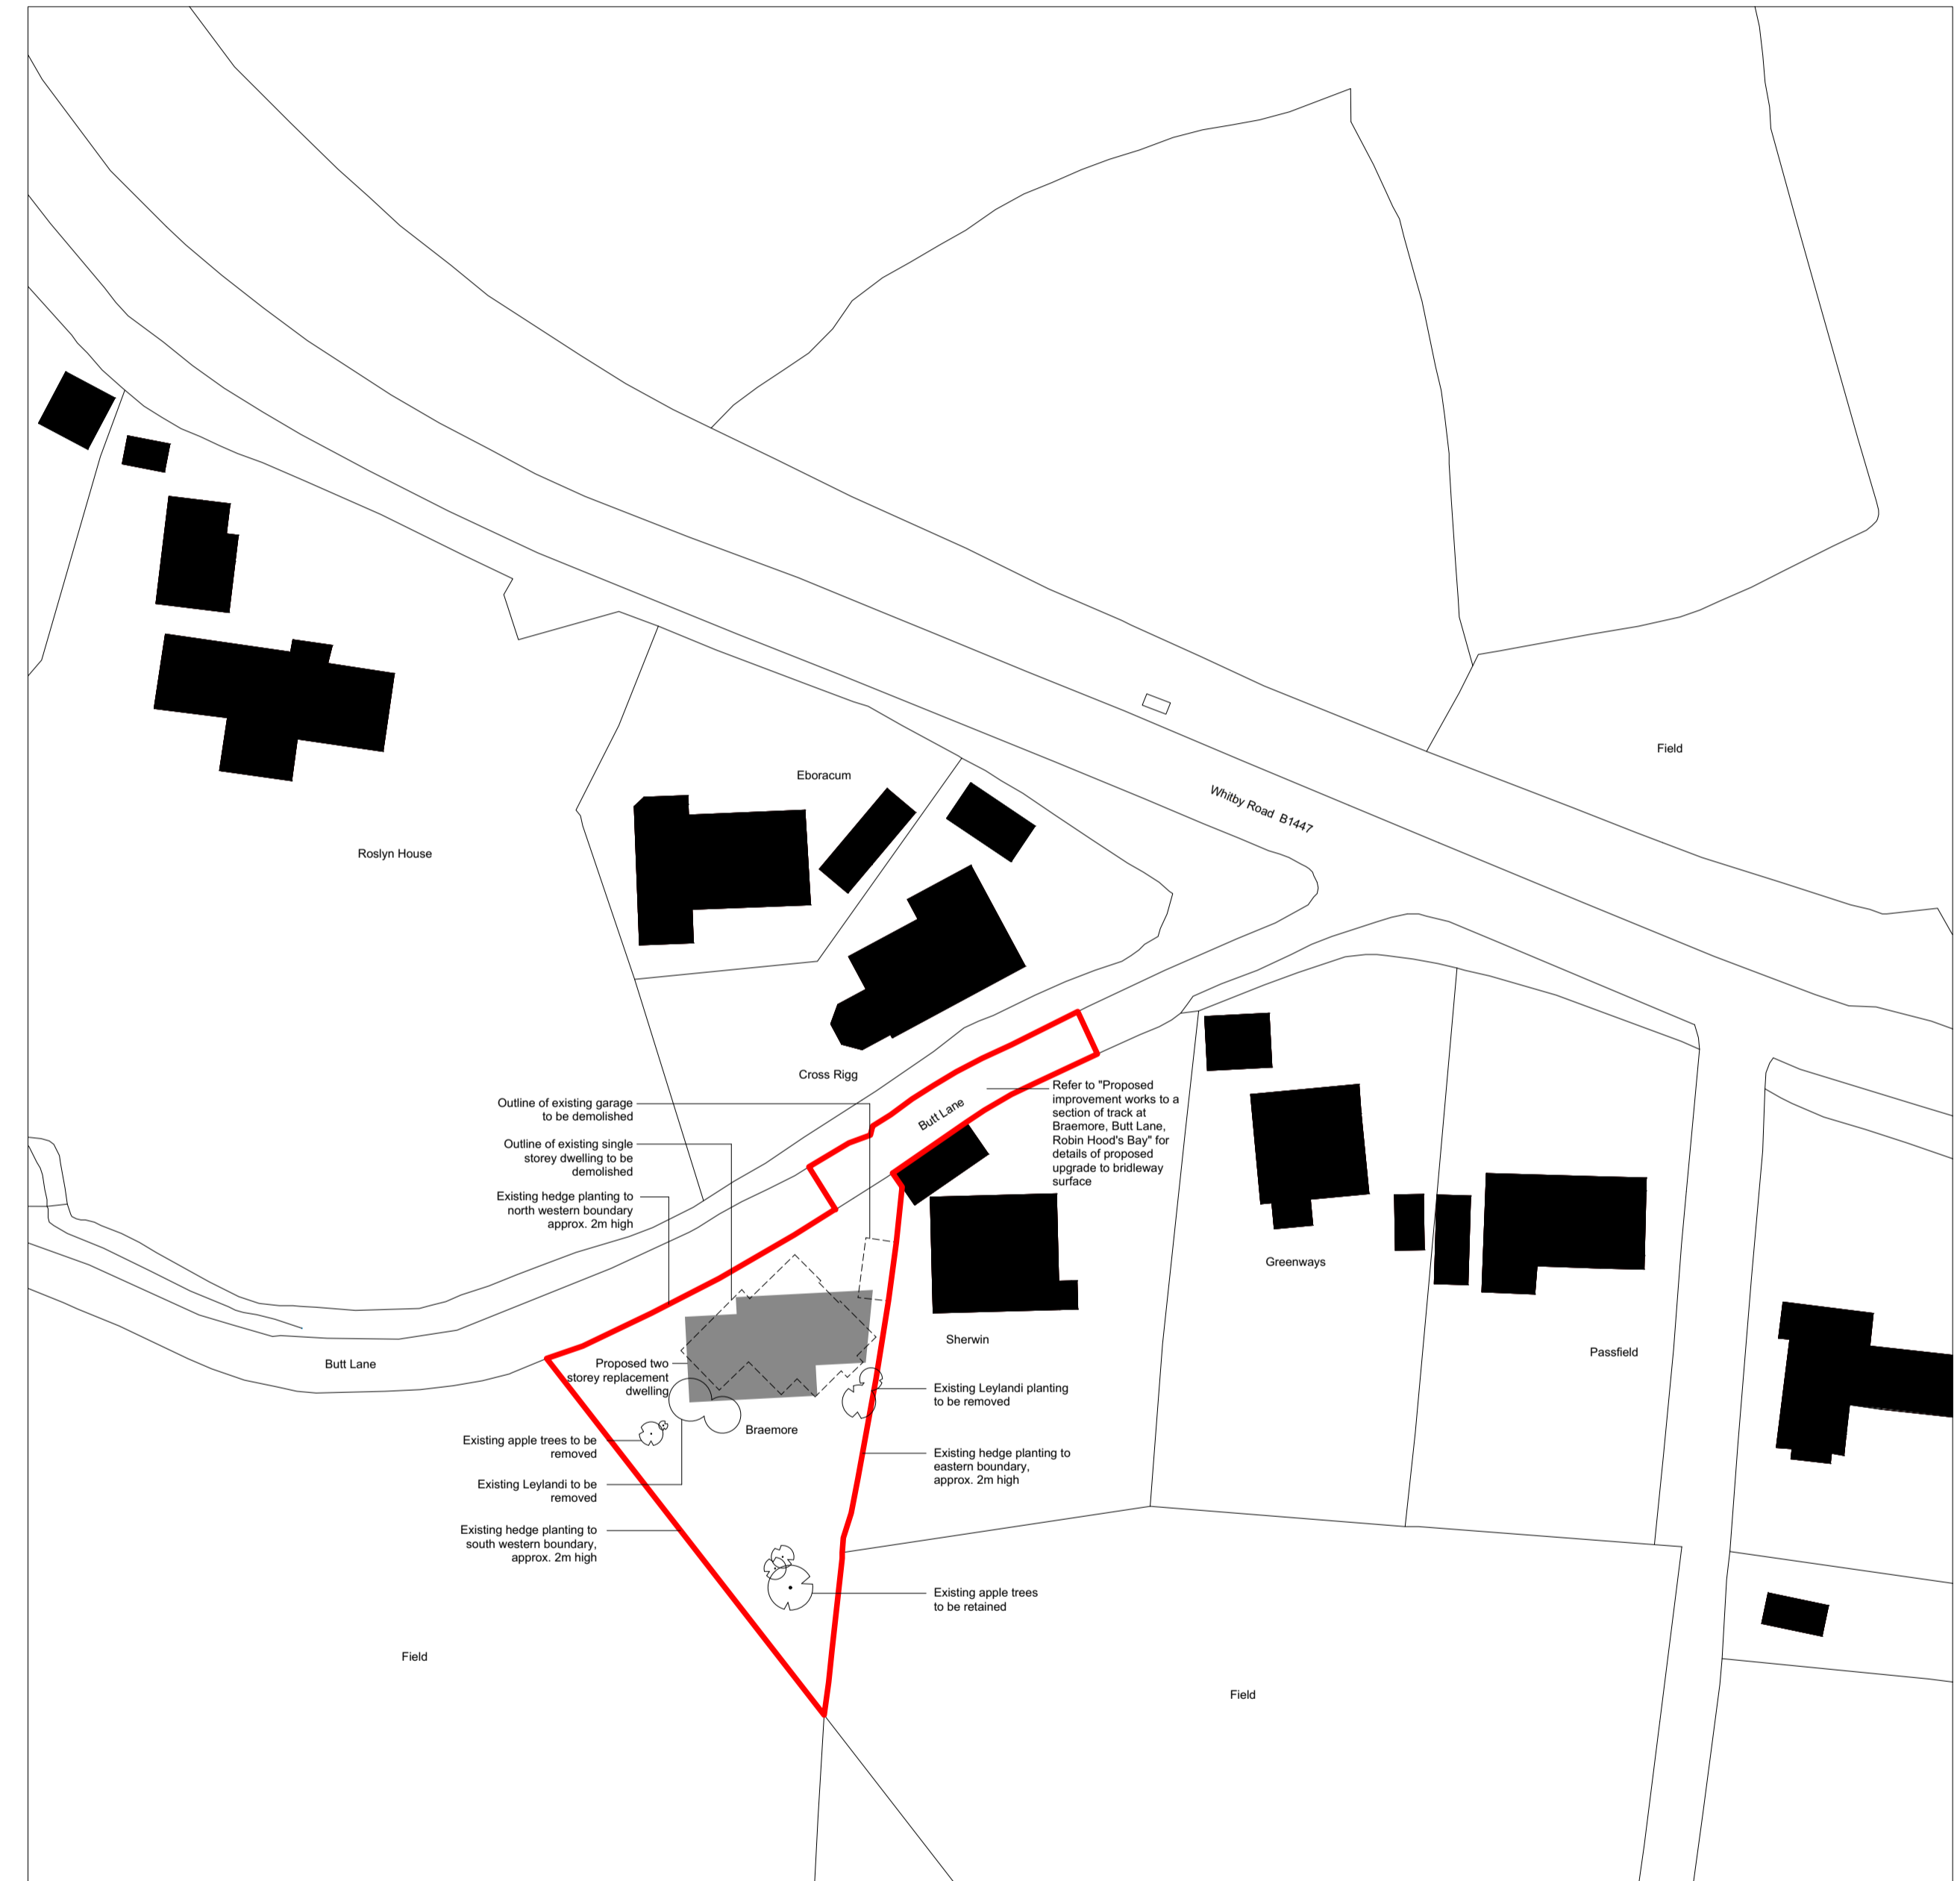 Field
Whitby Road B1447
Eboracum
Roslyn House
Cross Rigg
Outline of existing garage
to be demolished
Outline of existing single
storey dwelling to be
demolished
Existing hedge planting to
north western boundary
approx. 2m high
Butt Lane
Refer to "Proposed
improvement works to a
section of track at
Braemore, Butt Lane,
Robin Hood's Bay" for
details of proposed
upgrade to bridleway
surface
Greenways
Sherwin
Passfield
Butt Lane
Proposed two
storey replacement
dwelling
Existing Leylandi planting
to be removed
Braemore
Existing apple trees to be
removed
Existing hedge planting to
eastern boundary,
approx. 2m high
Existing Leylandi to be
removed
Existing hedge planting to
south western boundary,
approx. 2m high
Existing apple trees
to be retained
Field
Field